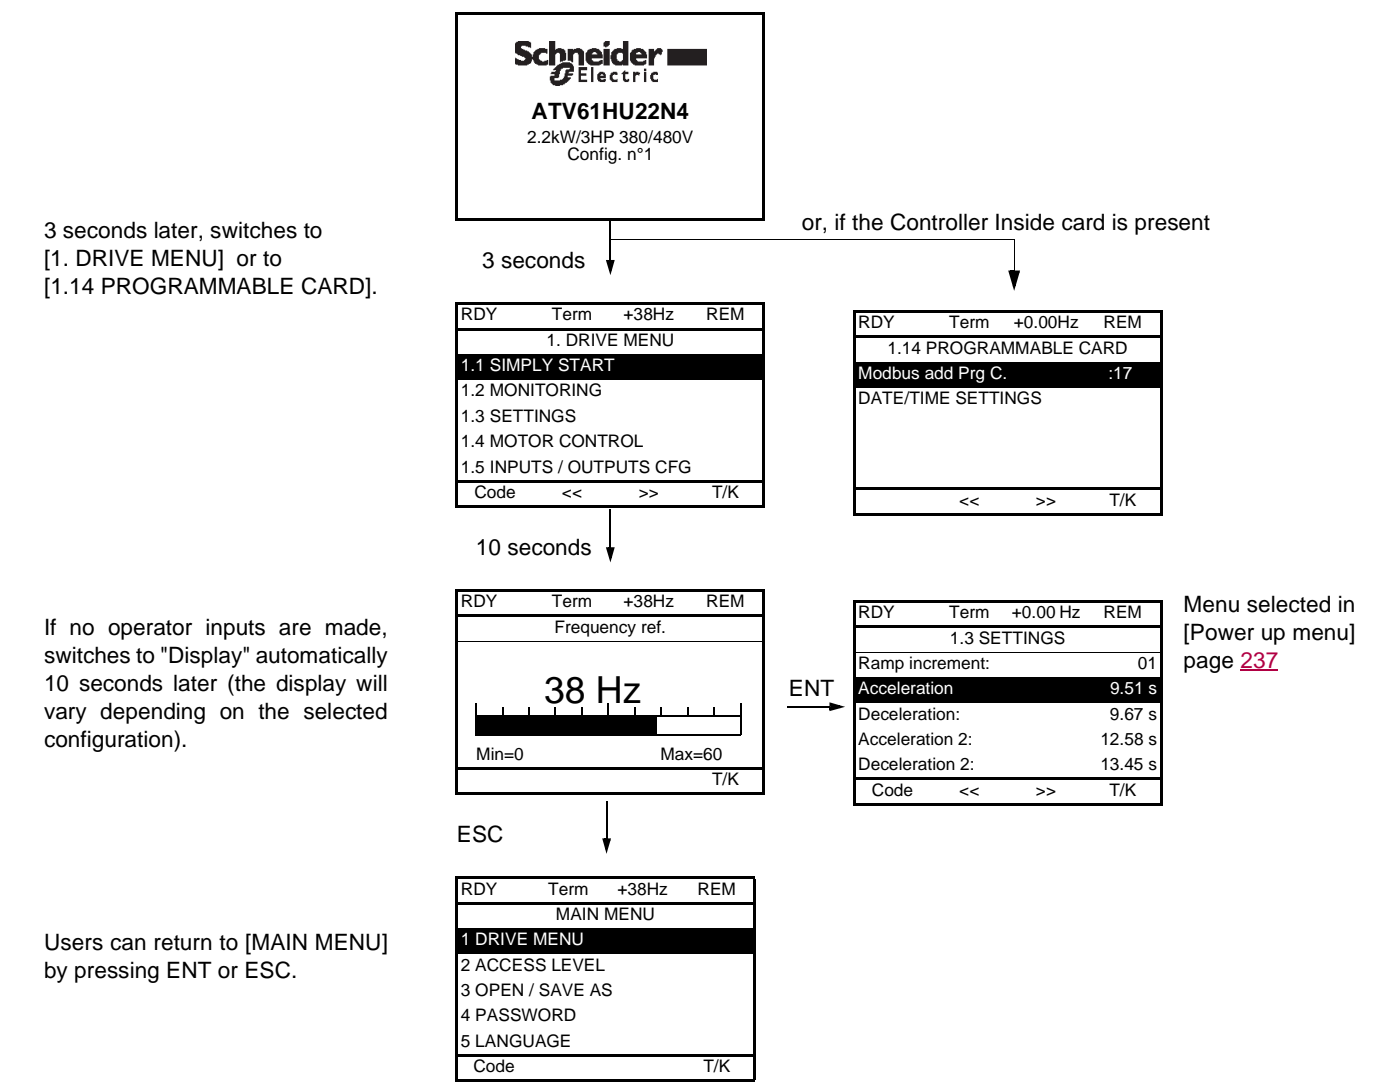 Schneider
Electric
ATV61HU22N4
2.2kW/3HP 380/480V
Config. n°1
3 seconds later, switches to
[1. DRIVE MENU] or to
[1.14 PROGRAMMABLE CARD].
3 seconds
or, if the Controller Inside card is present
RDY Term +38Hz REM
1. DRIVE MENU
1.1 SIMPLY START
1.2 MONITORING
1.3 SETTINGS
1.4 MOTOR CONTROL
1.5 INPUTS / OUTPUTS CFG
Code << >> T/K
RDY Term +0.00Hz REM
1.14 PROGRAMMABLE CARD
Modbus add Prg C. :17
DATE/TIME SETTINGS
<< >> T/K
10 seconds
If no operator inputs are made,
switches to "Display" automatically
10 seconds later (the display will
vary depending on the selected
configuration).
RDY Term +38Hz REM
Frequency ref.
38 Hz
Min=0 Max=60
T/K
ENT
RDY Term +0.00 Hz REM
1.3 SETTINGS
Ramp increment: 01
Acceleration 9.51 s
Deceleration: 9.67 s
Acceleration 2: 12.58 s
Deceleration 2: 13.45 s
Code << >> T/K
Menu selected in
[Power up menu]
page 237
ESC
Users can return to [MAIN MENU]
by pressing ENT or ESC.
RDY Term +38Hz REM
MAIN MENU
1 DRIVE MENU
2 ACCESS LEVEL
3 OPEN / SAVE AS
4 PASSWORD
5 LANGUAGE
Code T/K